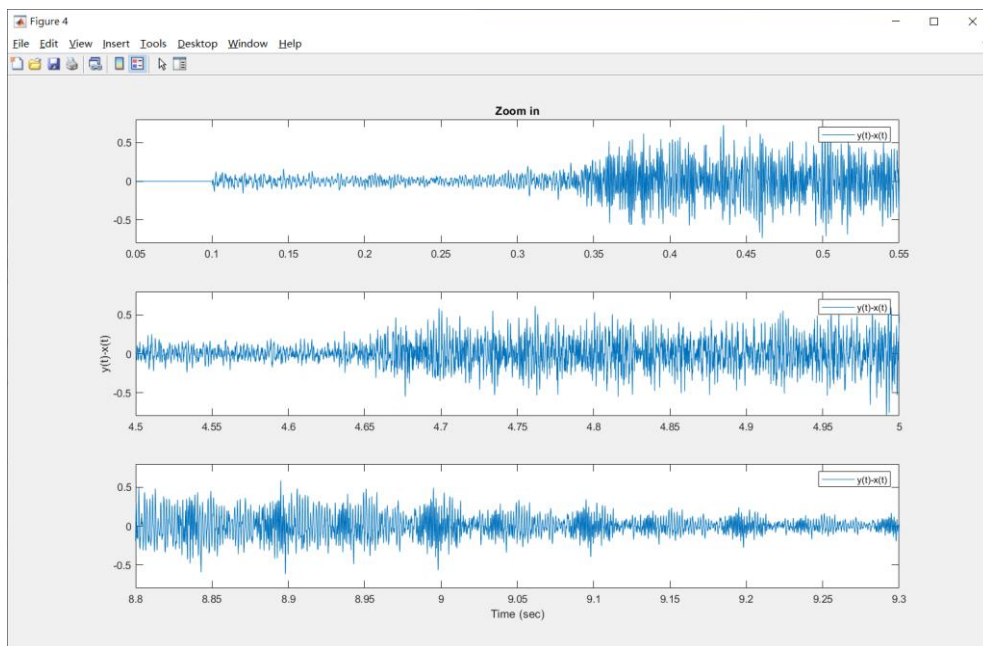 Figure 4
File Edit View Insert Tools Desktop Window Help
Zoom in
y(t)-x(t)
0.5
0
-0.5
0.05 0.1 0.15 0.2 0.25 0.3 0.35 0.4 0.45 0.5 0.55
y(t)-x(t)
y(t)-x(t)
0.5
0
-0.5
4.5 4.55 4.6 4.65 4.7 4.75 4.8 4.85 4.9 4.95 5
y(t)-x(t)
0.5
0
-0.5
8.8 8.85 8.9 8.95 9 9.05 9.1 9.15 9.2 9.25 9.3
Time (sec)